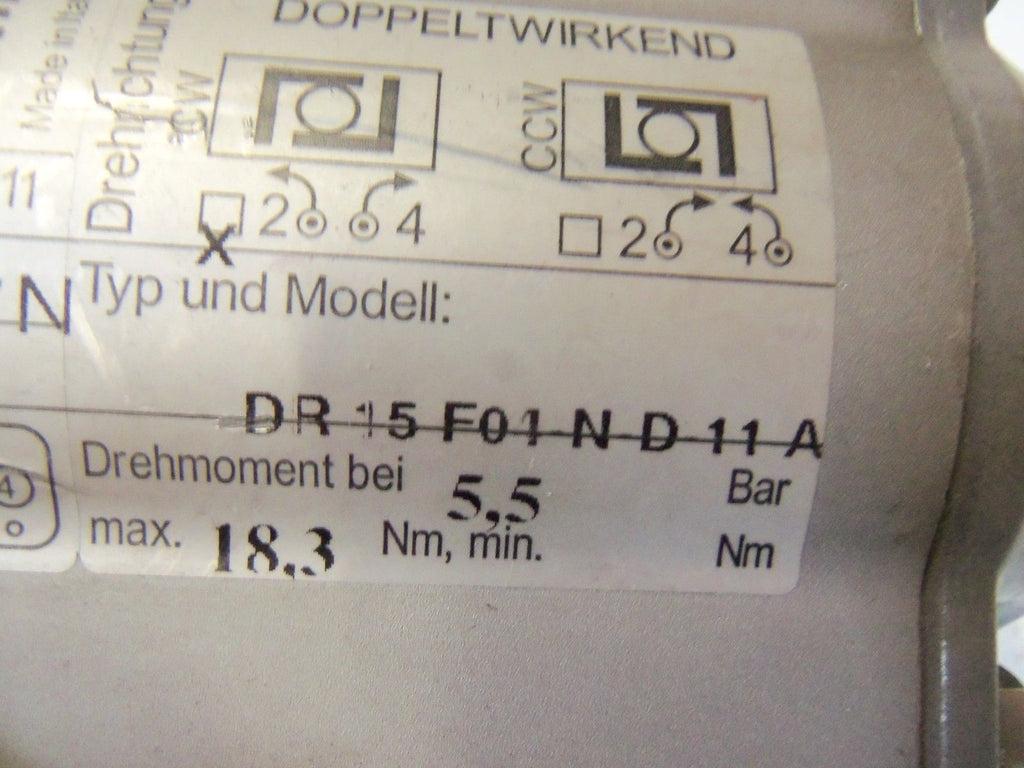 DOPPELTWIRKEND
Made in Ita
Drehrichtung
CW
CCW
2 4
2 4
X
11
N
Typ und Modell:
DR 15 F01 N D 11 A
Drehmoment bei 5,5 Bar
max. 18,3 Nm, min. Nm
4